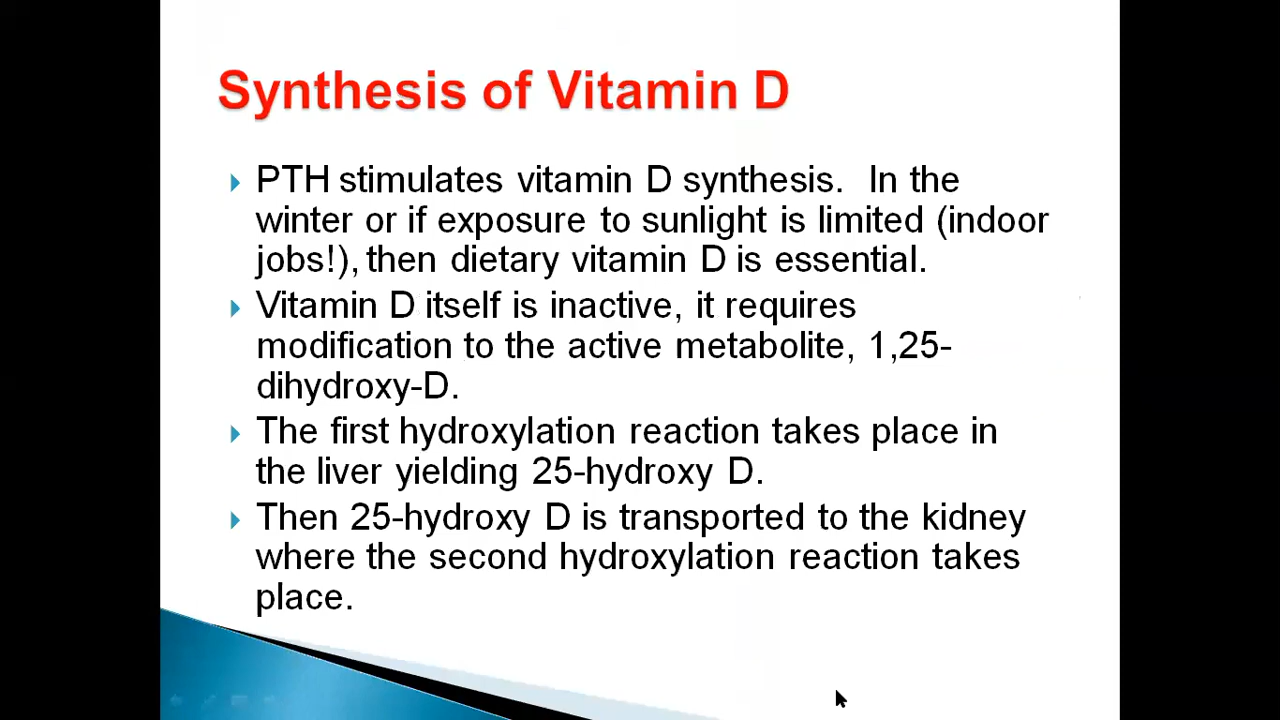 Synthesis of Vitamin D
PTH stimulates vitamin D synthesis. In the
winter or if exposure to sunlight is limited (indoor
jobs!), then dietary vitamin D is essential.
Vitamin D itself is inactive, it requires
modification to the active metabolite, 1,25-
dihydroxy-D.
The first hydroxylation reaction takes place in
the liver yielding 25-hydroxy D.
Then 25-hydroxy D is transported to the kidney
where the second hydroxylation reaction takes
place.